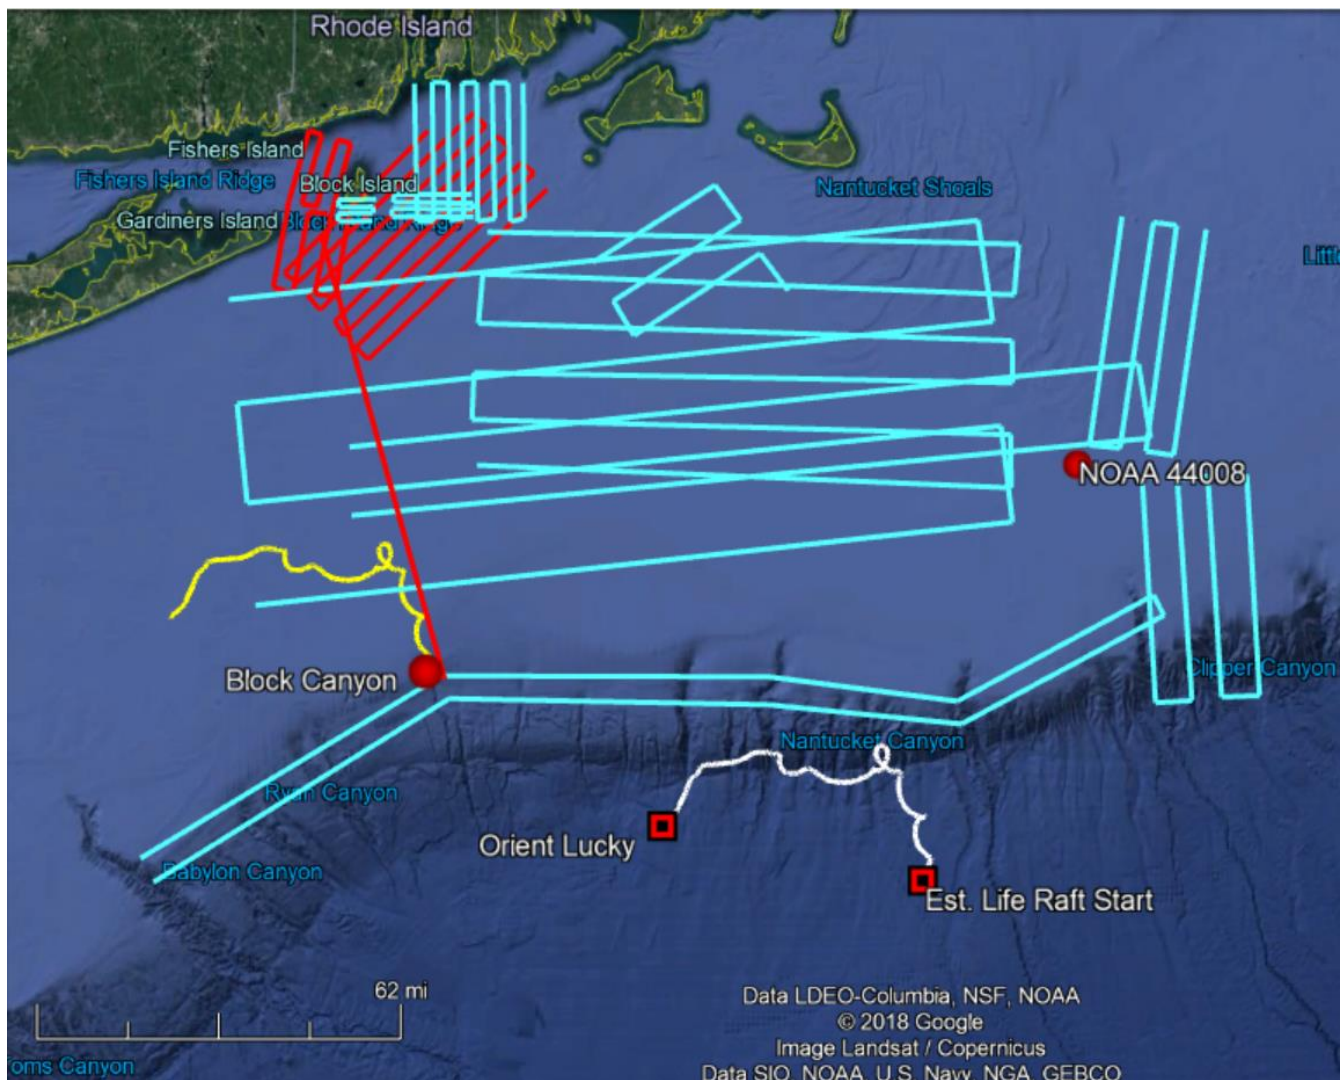 Rhode Island
Fishers Island
Fishers Island Ridge
Block Island
Nantucket Shoals
Gardiners Island
NOAA 44008
Block Canyon
Clipper Canyon
Nantucket Canyon
Ryan Canyon
Orient Lucky
Babylon Canyon
Est. Life Raft Start
62 mi
Data LDEO-Columbia, NSF, NOAA
© 2018 Google
Image Landsat / Copernicus
oms Canyon
Data SIO, NOAA, U.S. Navy, NGA, GEBCO